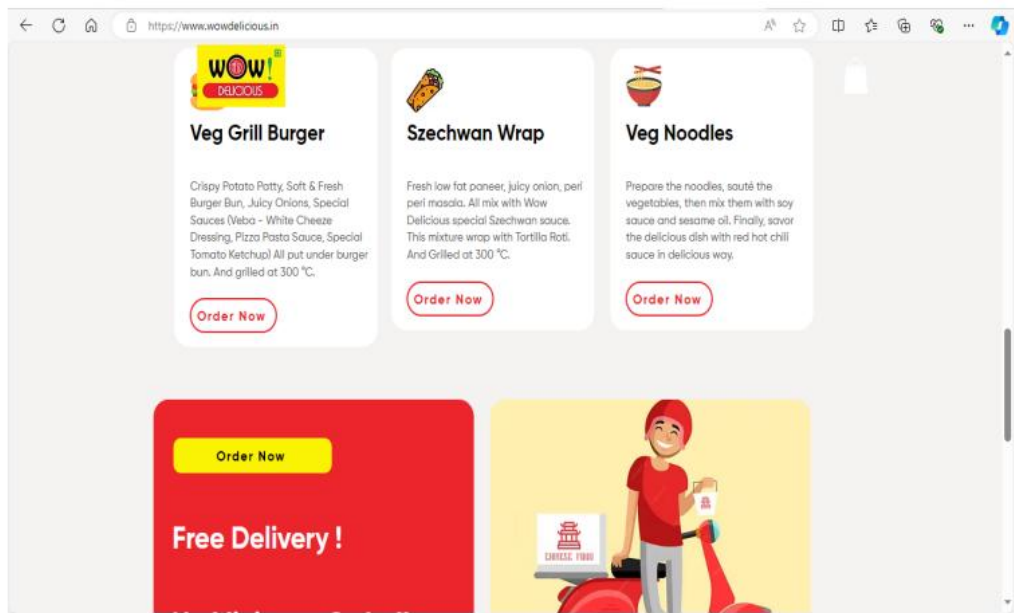 https://www.wowdelicious.in
WOW!
DELICIOUS
Veg Grill Burger
Crispy Potato Patty, Soft & Fresh
Burger Bun, Juicy Onions, Special
Sauces (Veba - White Cheeze
Dressing, Pizza Pasta Sauce, Special
Tomato Ketchup) All put under burger
bun. And grilled at 300 °C.
Order Now
Szechwan Wrap
Fresh low fat paneer, juicy onion, peri
peri masala. All mix with Wow
Delicious special Szechwan sauce.
This mixture wrap with Tortilla Roti.
And Grilled at 300 °C.
Order Now
Veg Noodles
Prepare the noodles, sauté the
vegetables, then mix them with soy
sauce and sesame oil. Finally, savor
the delicious dish with red hot chili
sauce in delicious way.
Order Now
Order Now
Free Delivery !
CHINESE FOOD